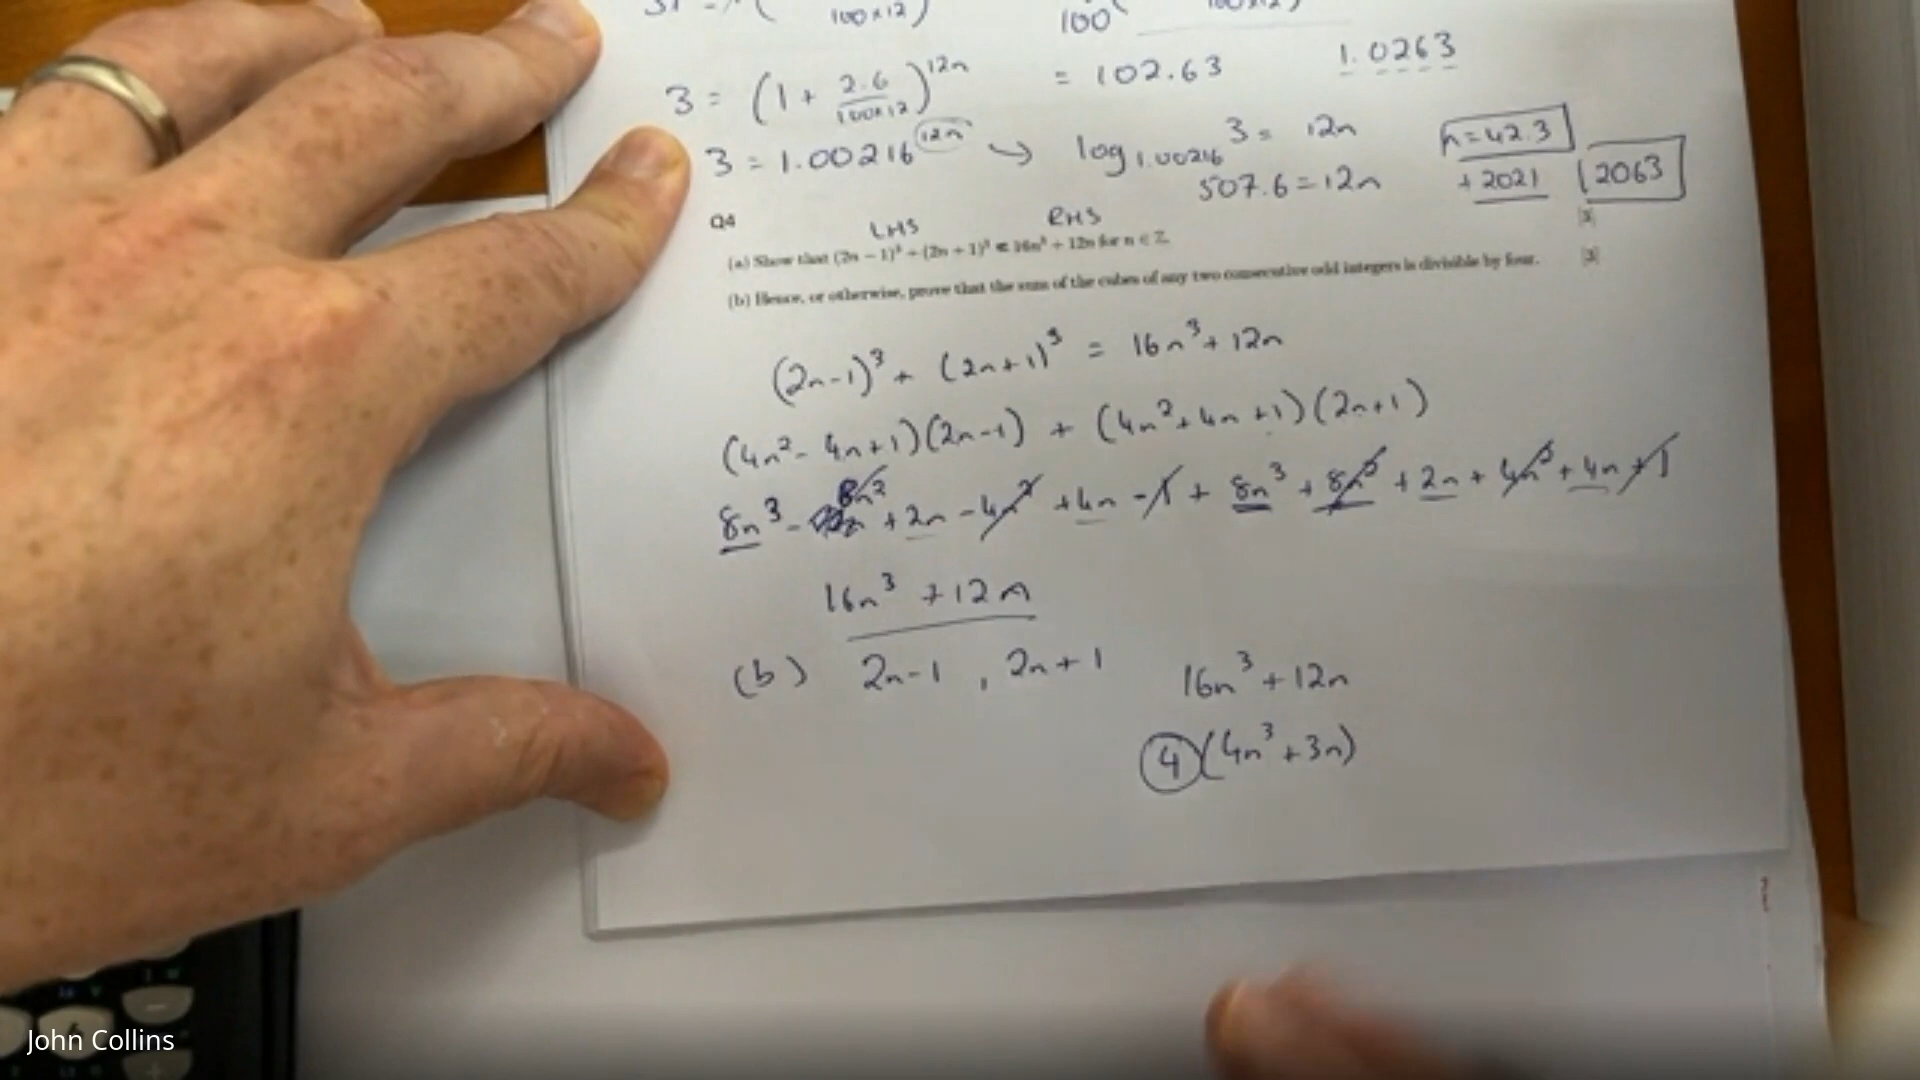 100×12) 100(
3 = (1 + 2.6/100×12)^12n = 102.63 1.0263
3 = 1.00216^12n → log1.00216 3 = 12n n=42.3
507.6=12n + 2021 2063
Q4 LHS RHS [3]
(a) Show that (2n − 1)³ + (2n + 1)³ = 16n³ + 12n for n ∈ Z.
(b) Hence, or otherwise, prove that the sum of the cubes of any two consecutive odd integers is divisible by four. [3]
(2n-1)³ + (2n+1)³ = 16n³ + 12n
(4n² - 4n+1)(2n-1) + (4n²+4n+1)(2n+1)
8n³ - 8n² +2n - 4n² +4n -1 + 8n³ + 8n² + 2n + 4n² + 4n +1
16n³ +12n
(b) 2n-1 , 2n+1 16n³ +12n
4(4n³+3n)
John Collins